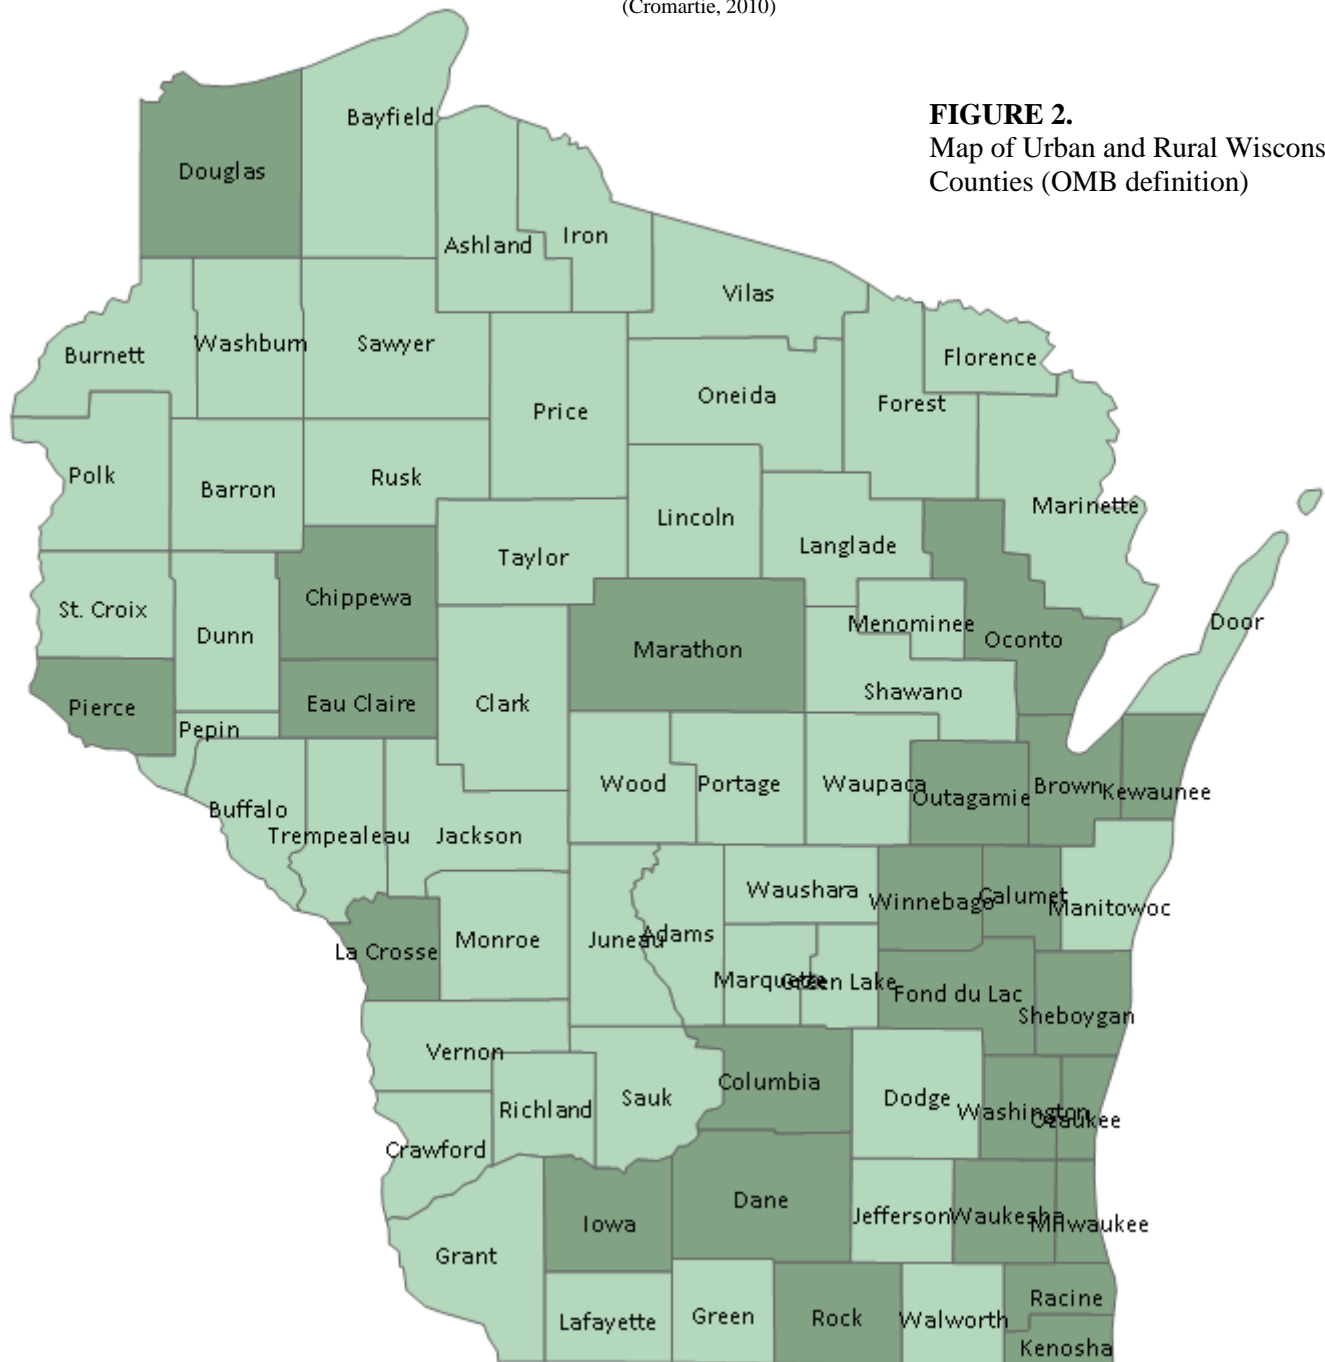 (Cromartie, 2010)
FIGURE 2.
Map of Urban and Rural Wiscons
Counties (OMB definition)
Bayfield
Douglas
Ashland
Iron
Vilas
Burnett
Washburn
Sawyer
Florence
Price
Oneida
Forest
Polk
Barron
Rusk
Lincoln
Marinette
Taylor
Langlade
Chippewa
St. Croix
Dunn
Menominee
Door
Marathon
Oconto
Pierce
Eau Claire
Clark
Shawano
Pepin
Wood
Portage
Waupaca
Outagamie
Brown
Kewaunee
Buffalo
Trempealeau
Jackson
Waushara
Winnebago
Calumet
Manitowoc
La Crosse
Monroe
Juneau
Adams
Marquette
Green Lake
Fond du Lac
Sheboygan
Vernon
Richland
Sauk
Columbia
Dodge
Washington
Ozaukee
Crawford
Iowa
Dane
Jefferson
Waukesha
Milwaukee
Grant
Lafayette
Green
Rock
Walworth
Racine
Kenosha